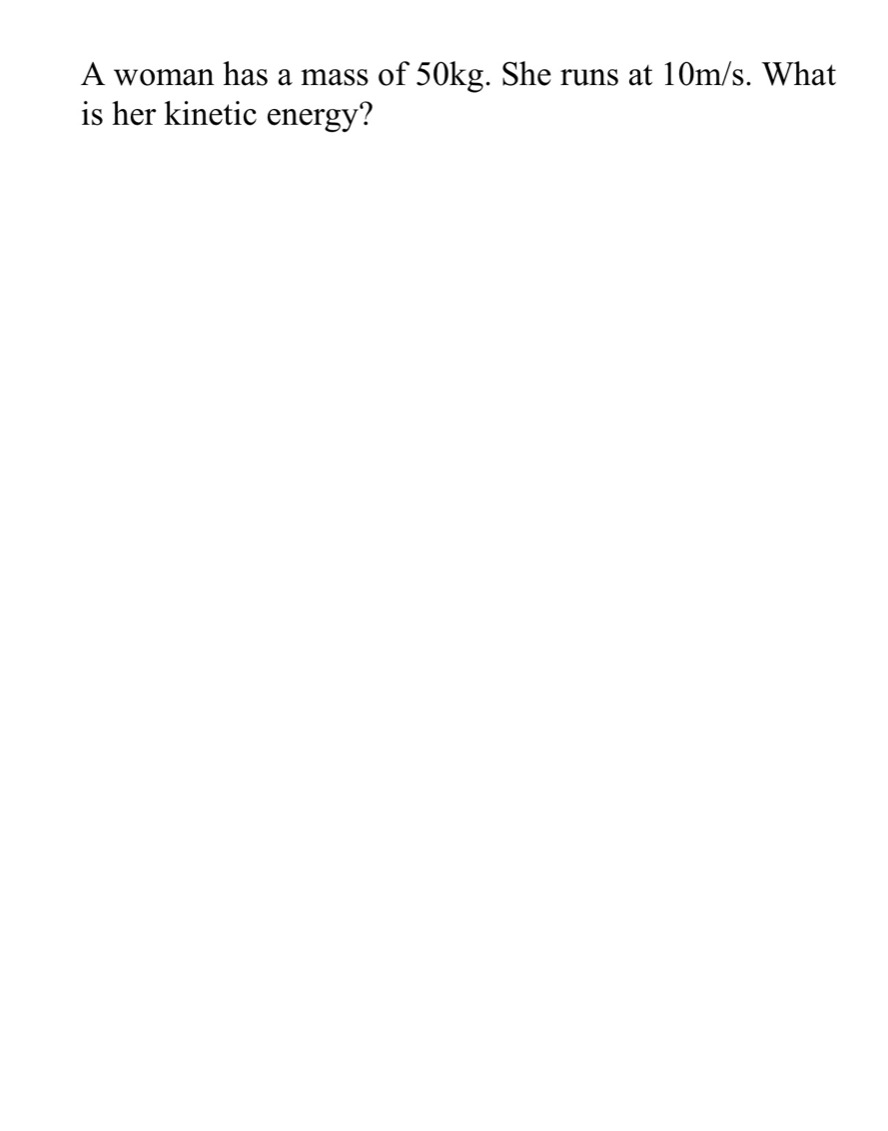 A woman has a mass of 50kg. She runs at 10m/s. What
is her kinetic energy?